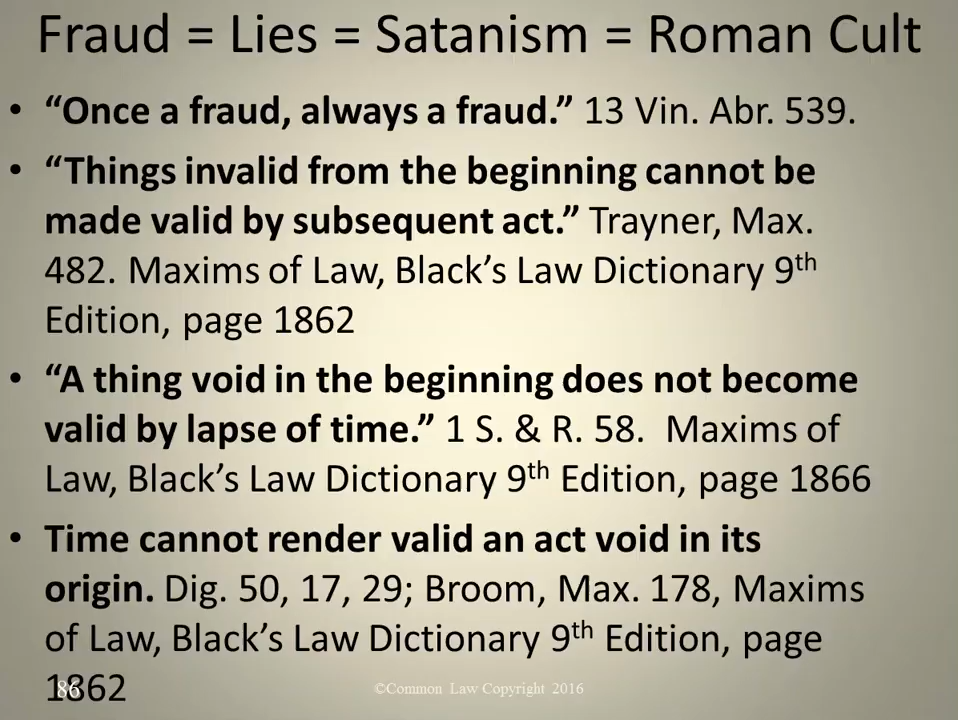 Fraud = Lies = Satanism = Roman Cult
• “Once a fraud, always a fraud.” 13 Vin. Abr. 539.
• “Things invalid from the beginning cannot be
made valid by subsequent act.” Trayner, Max.
482. Maxims of Law, Black’s Law Dictionary 9th
Edition, page 1862
• “A thing void in the beginning does not become
valid by lapse of time.” 1 S. & R. 58. Maxims of
Law, Black’s Law Dictionary 9th Edition, page 1866
• Time cannot render valid an act void in its
origin. Dig. 50, 17, 29; Broom, Max. 178, Maxims
of Law, Black’s Law Dictionary 9th Edition, page
1862
86
©Common Law Copyright 2016